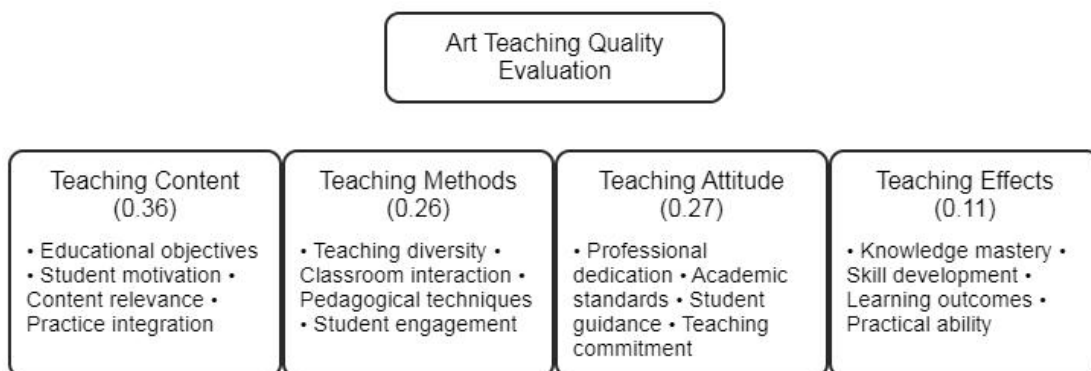 Art Teaching Quality
Evaluation
Teaching Content
(0.36)
• Educational objectives
• Student motivation •
Content relevance •
Practice integration
Teaching Methods
(0.26)
• Teaching diversity •
Classroom interaction •
Pedagogical techniques
• Student engagement
Teaching Attitude
(0.27)
• Professional
dedication • Academic
standards • Student
guidance • Teaching
commitment
Teaching Effects
(0.11)
• Knowledge mastery •
Skill development •
Learning outcomes •
Practical ability